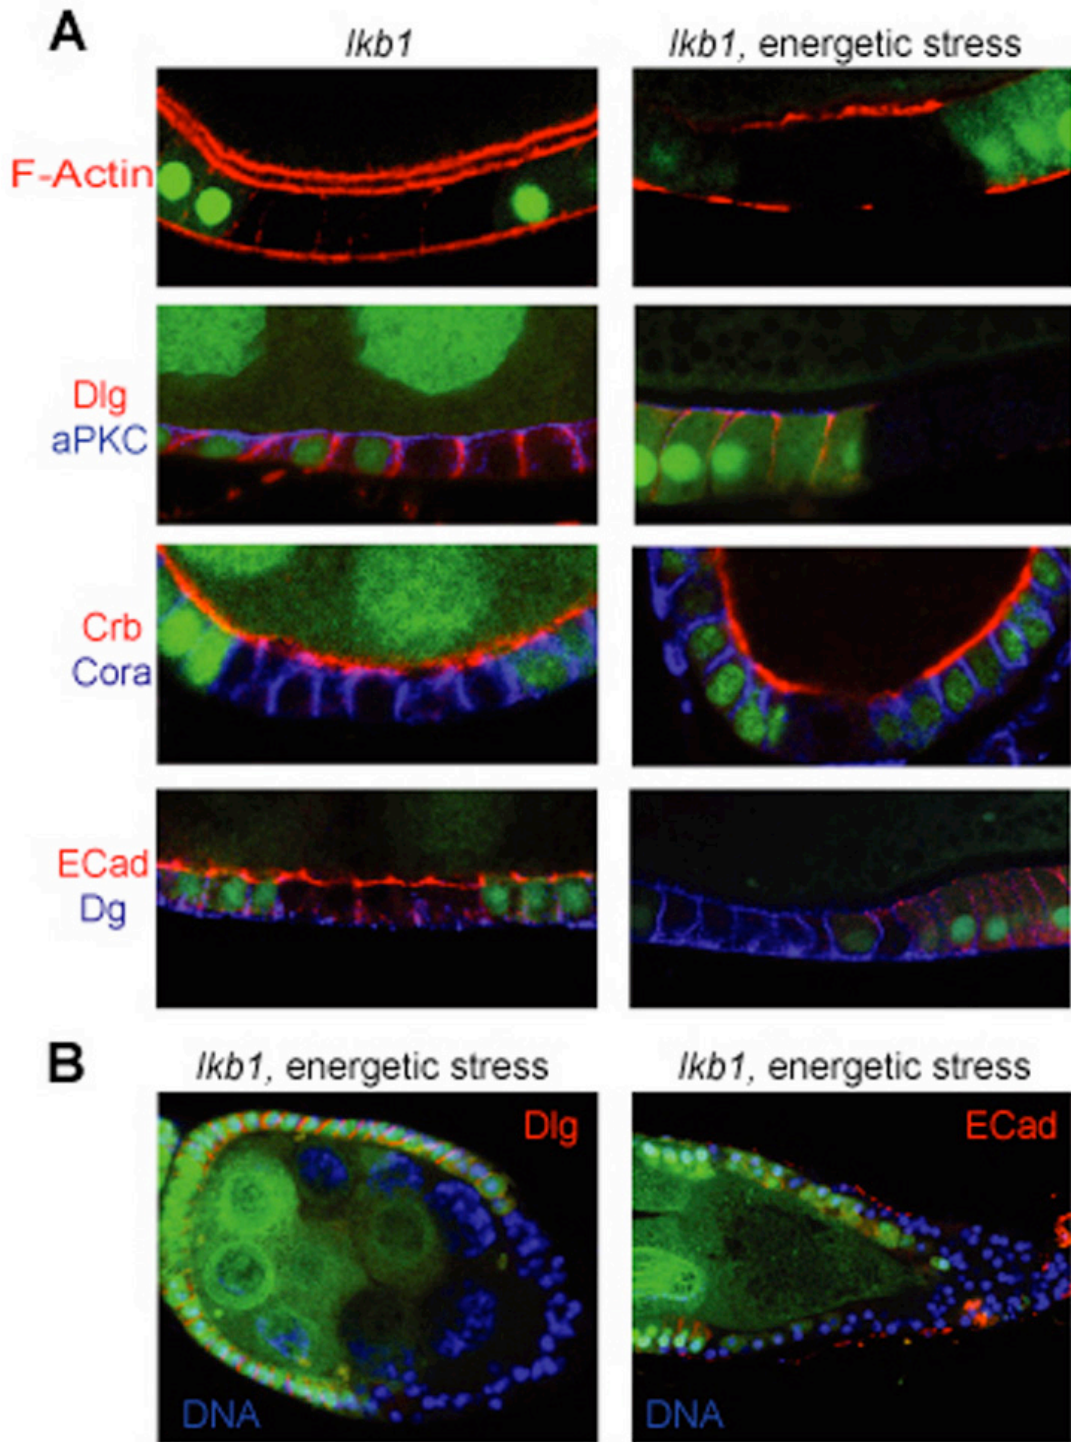 A
lkb1
lkb1, energetic stress
F-Actin
Dlg
aPKC
Crb
Cora
ECad
Dg
B
lkb1, energetic stress
lkb1, energetic stress
Dlg
ECad
DNA
DNA